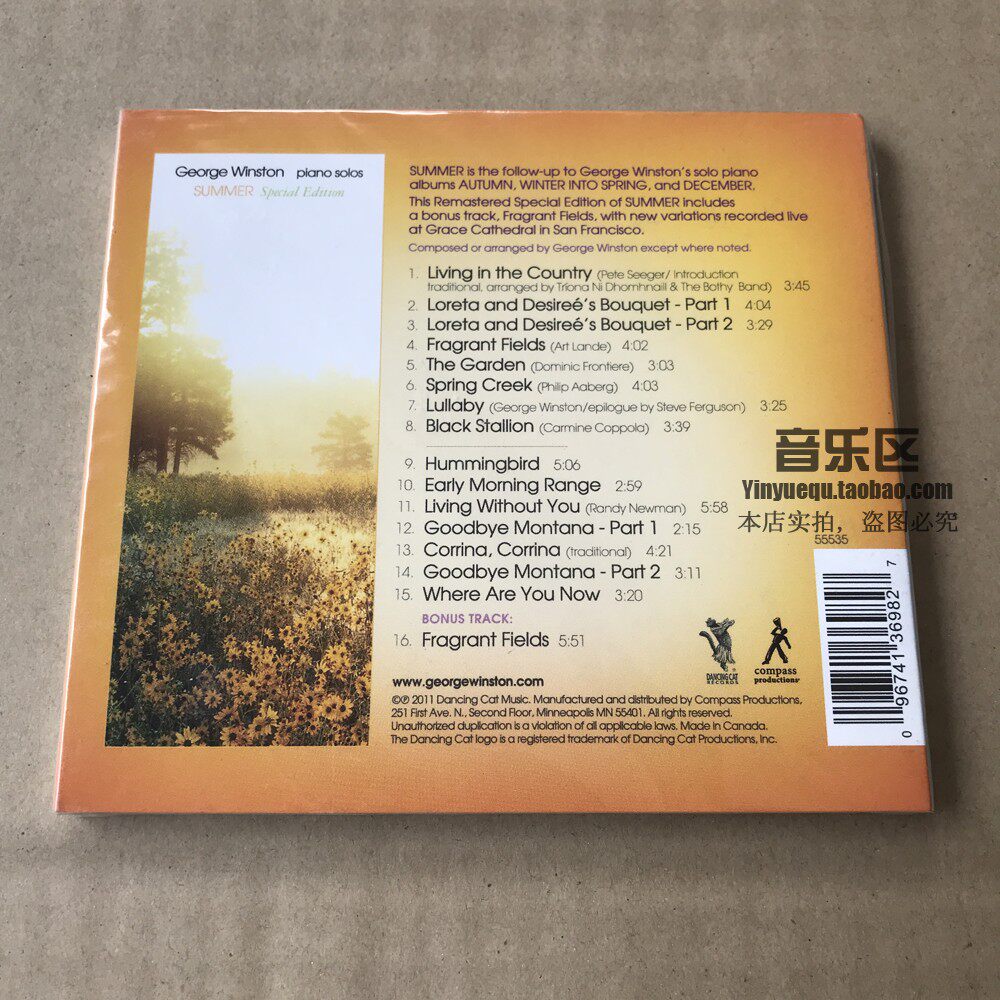 George Winston piano solos
SUMMER Special Edition
SUMMER is the follow-up to George Winston's solo piano
albums AUTUMN, WINTER INTO SPRING, and DECEMBER.
This Remastered Special Edition of SUMMER includes
a bonus track, Fragrant Fields, with new variations recorded live
at Grace Cathedral in San Francisco.
Composed or arranged by George Winston except where noted.
1. Living in the Country (Pete Seeger/ Introduction
traditional, arranged by Tríona Ni Dhomhnaill & The Bothy Band) 3:45
2. Loreta and Desireé's Bouquet - Part 1 4:04
3. Loreta and Desireé's Bouquet - Part 2 3:29
4. Fragrant Fields (Art Lande) 4:02
5. The Garden (Dominic Frontiere) 3:03
6. Spring Creek (Philip Aaberg) 4:03
7. Lullaby (George Winston/epilogue by Steve Ferguson) 3:25
8. Black Stallion (Carmine Coppola) 3:39
9. Hummingbird 5:06
10. Early Morning Range 2:59
11. Living Without You (Randy Newman) 5:58
12. Goodbye Montana - Part 1 2:15
13. Corrina, Corrina (traditional) 4:21
14. Goodbye Montana - Part 2 3:11
15. Where Are You Now 3:20
BONUS TRACK:
16. Fragrant Fields 5:51
www.georgewinston.com
©℗ 2011 Dancing Cat Music. Manufactured and distributed by Compass Productions,
251 First Ave. N., Second Floor, Minneapolis MN 55401. All rights reserved.
Unauthorized duplication is a violation of all applicable laws. Made in Canada.
The Dancing Cat logo is a registered trademark of Dancing Cat Productions, Inc.
DANCING CAT
RECORDS
compass
productions®
音乐区
Yinyuequ.taobao.com
本店实拍，盗图必究
55535
0 96741 36982 7